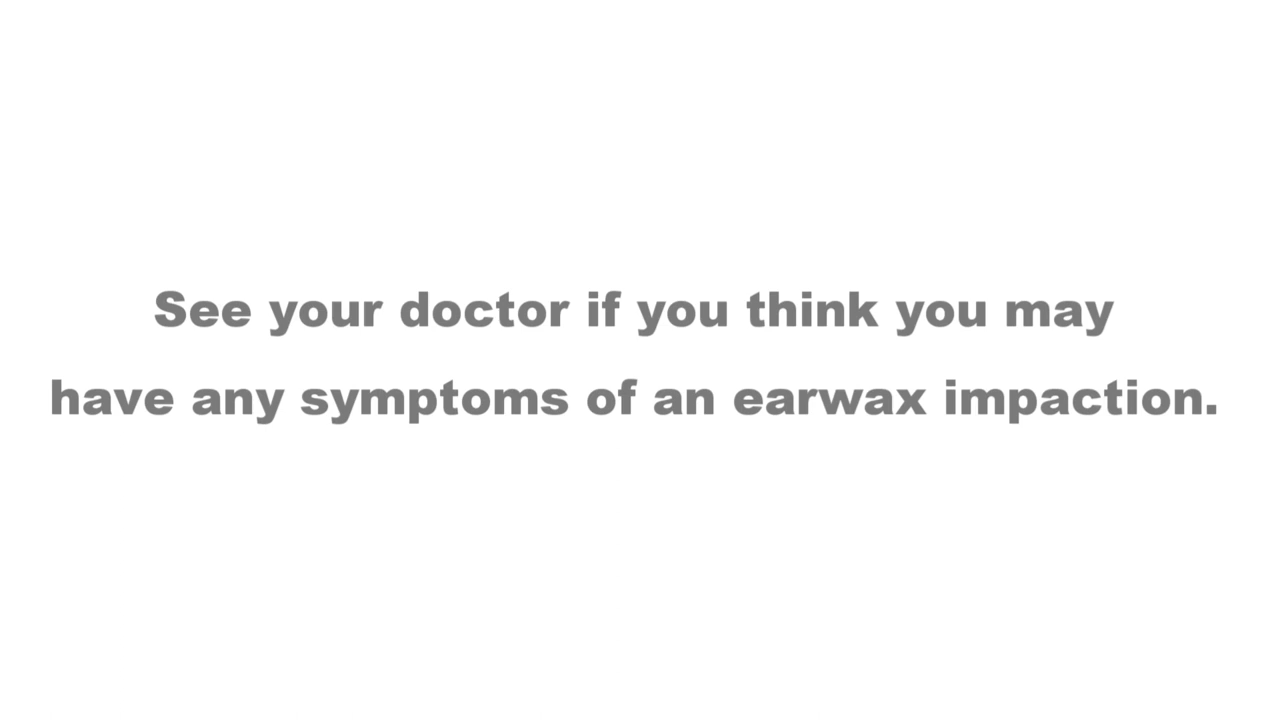 See your doctor if you think you may
have any symptoms of an earwax impaction.